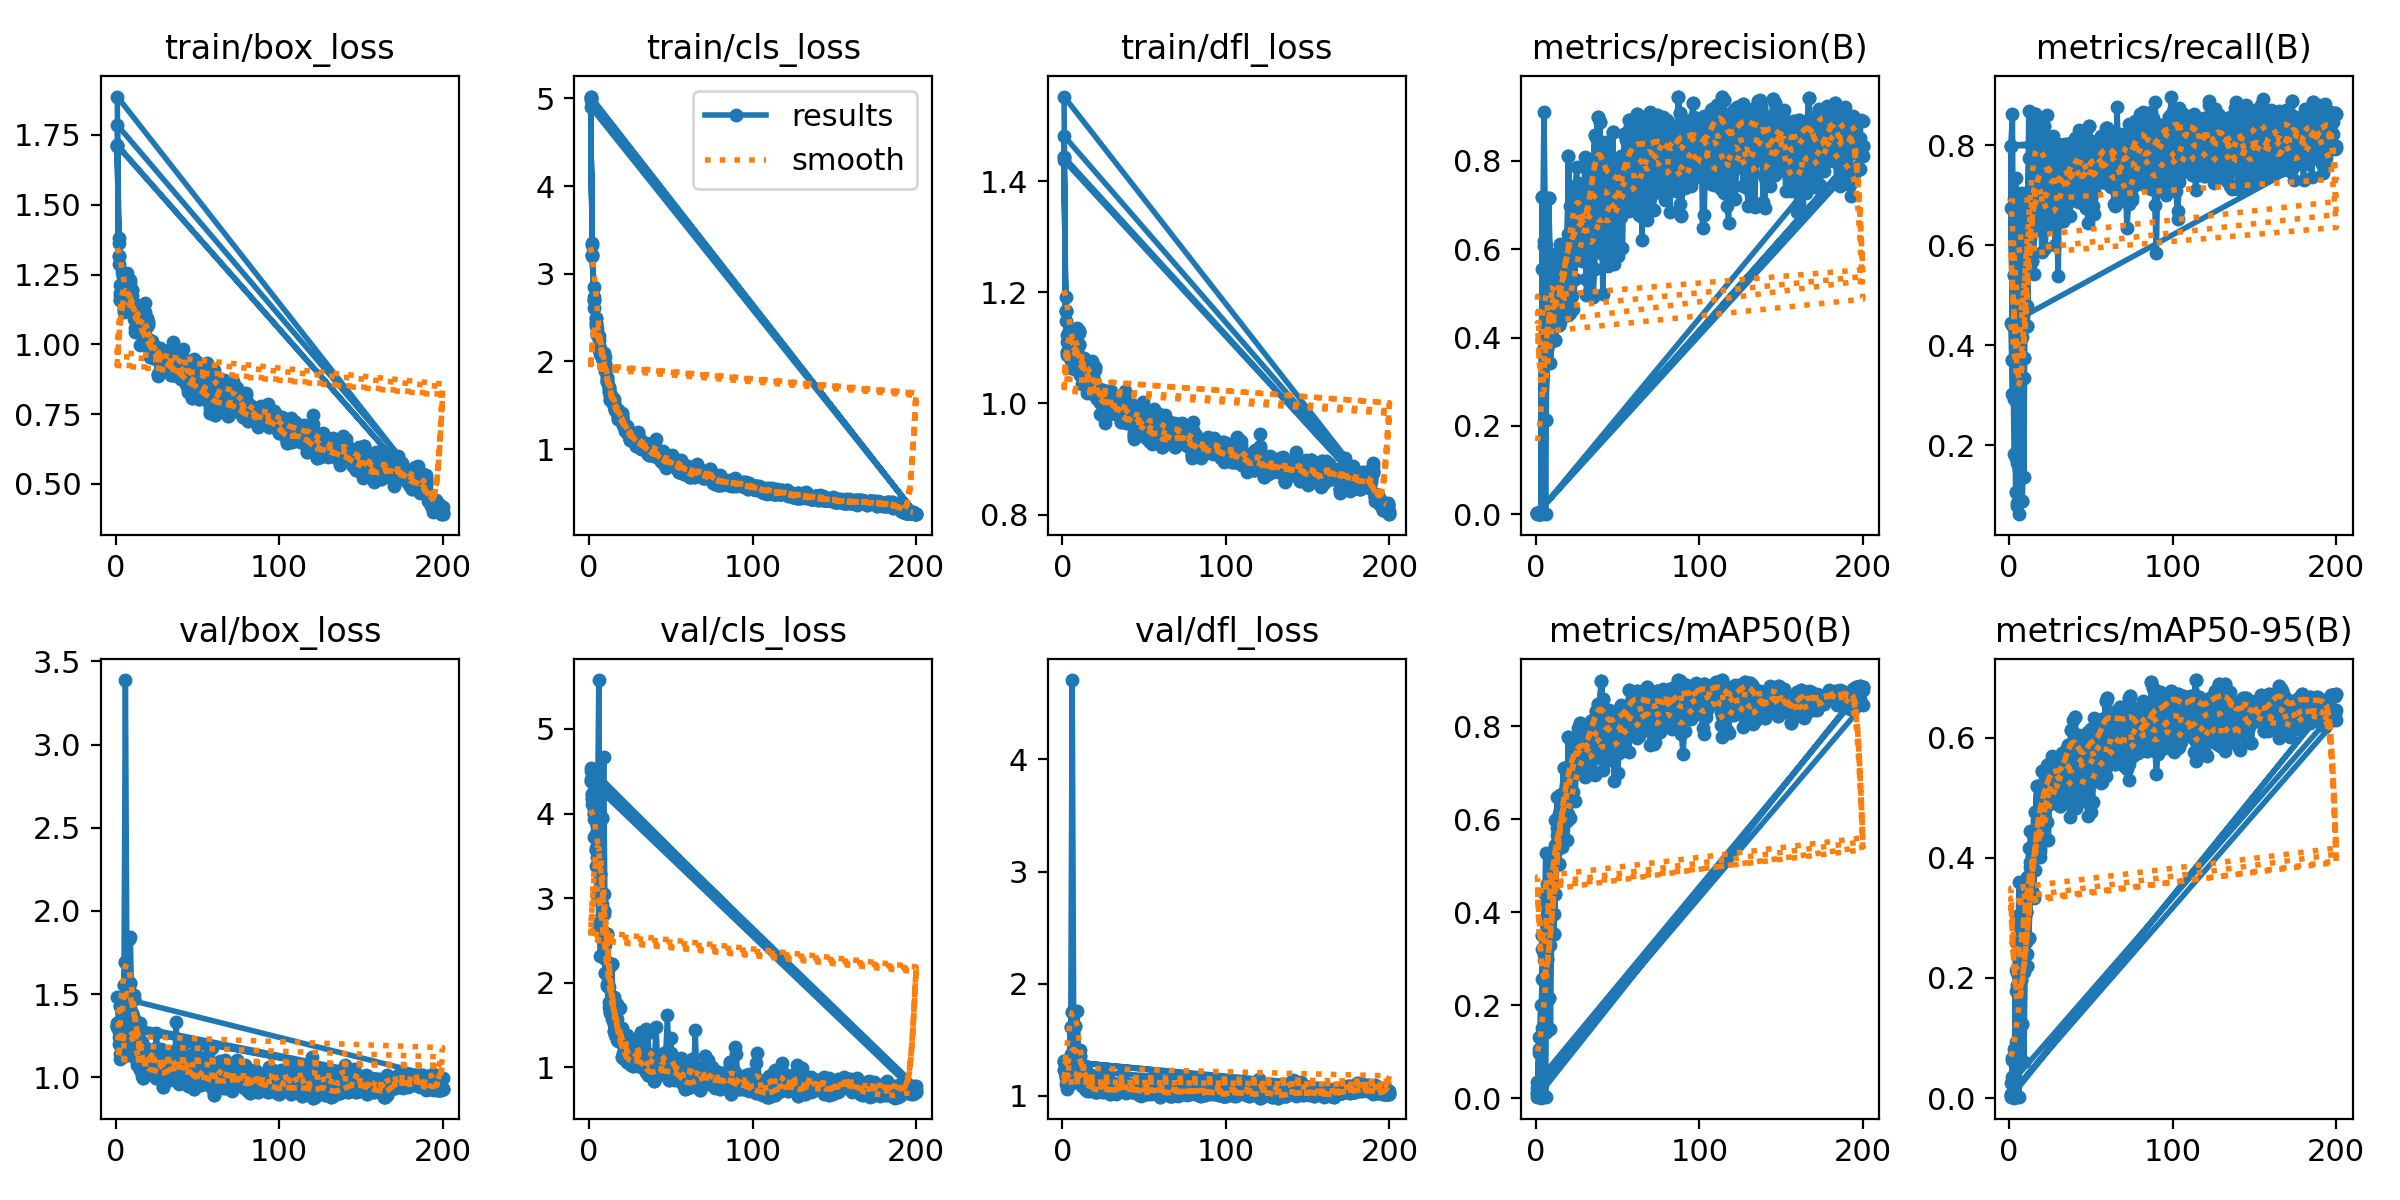 train/box_loss
1.75
1.50
1.25
1.00
0.75
0.50
0 100 200
train/cls_loss
results
smooth
5
4
3
2
1
0 100 200
train/dfl_loss
1.4
1.2
1.0
0.8
0 100 200
metrics/precision(B)
0.8
0.6
0.4
0.2
0.0
0 100 200
metrics/recall(B)
0.8
0.6
0.4
0.2
0 100 200
val/box_loss
3.5
3.0
2.5
2.0
1.5
1.0
0 100 200
val/cls_loss
5
4
3
2
1
0 100 200
val/dfl_loss
4
3
2
1
0 100 200
metrics/mAP50(B)
0.8
0.6
0.4
0.2
0.0
0 100 200
metrics/mAP50-95(B)
0.6
0.4
0.2
0.0
0 100 200